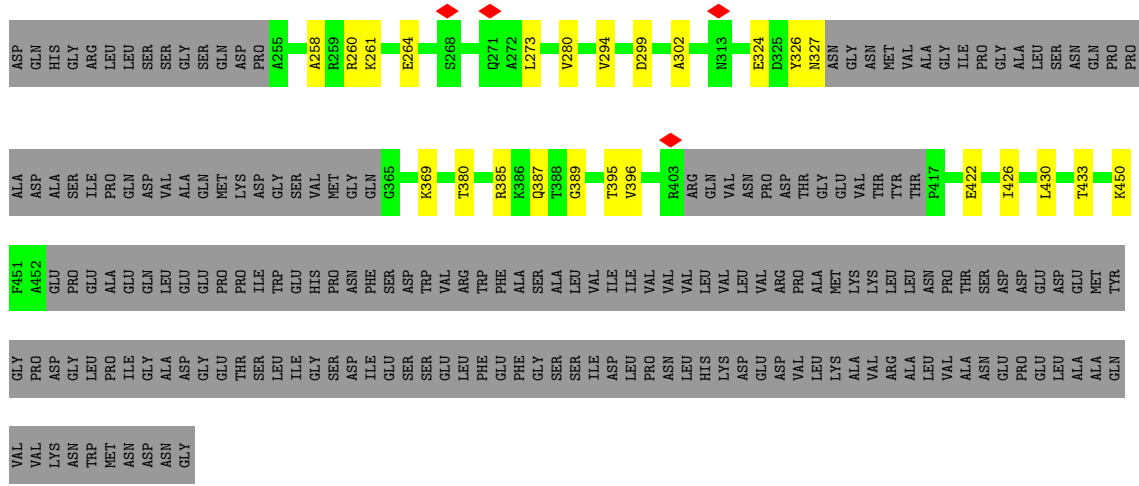 ASP GLN HIS GLY ARG LEU LEU SER SER GLY SER GLN ASP PRO A255 A258 R259 R260 K261 E264 S268 Q271 A272 L273 V280 V294 D299 A302 N313 E324 D325 Y326 N327 ASN GLY ASN MET VAL ALA GLY ILE PRO GLY ALA LEU SER ASN GLN PRO PRO
ALA ASP ALA SER ILE PRO GLN ASP VAL ALA GLN MET LYS ASP GLY SER VAL MET GLY GLN G365 K369 T380 R385 K386 Q387 T388 G389 T395 V396 R403 ARG GLN VAL ASN PRO ASP THR GLY GLU VAL THR TYR THR P417 E422 I426 L430 T433 K450
F451 A452 GLU PRO GLU ALA GLU GLN LEU GLU GLU PRO PRO ILE TRP GLU HIS PRO ASN PHE SER ASP TRP VAL ARG TRP PHE ALA SER ALA LEU VAL ILE ILE VAL VAL VAL LEU VAL LEU VAL ARG PRO ALA MET LYS LYS LEU LEU ASN PRO THR SER ASP ASP GLU ASP GLU MET TYR
GLY PRO ASP GLY LEU PRO ILE GLY ALA ASP GLY GLU THR SER LEU ILE GLY SER ASP ILE GLU SER SER GLU LEU PHE GLU PHE GLY SER SER ILE ASP LEU PRO ASN LEU HIS LYS ASP GLU ASP VAL LEU LYS ALA VAL ARG ALA LEU VAL ALA ASN GLU PRO GLU LEU ALA ALA GLN
VAL VAL LYS ASN TRP MET ASN ASP ASN GLY